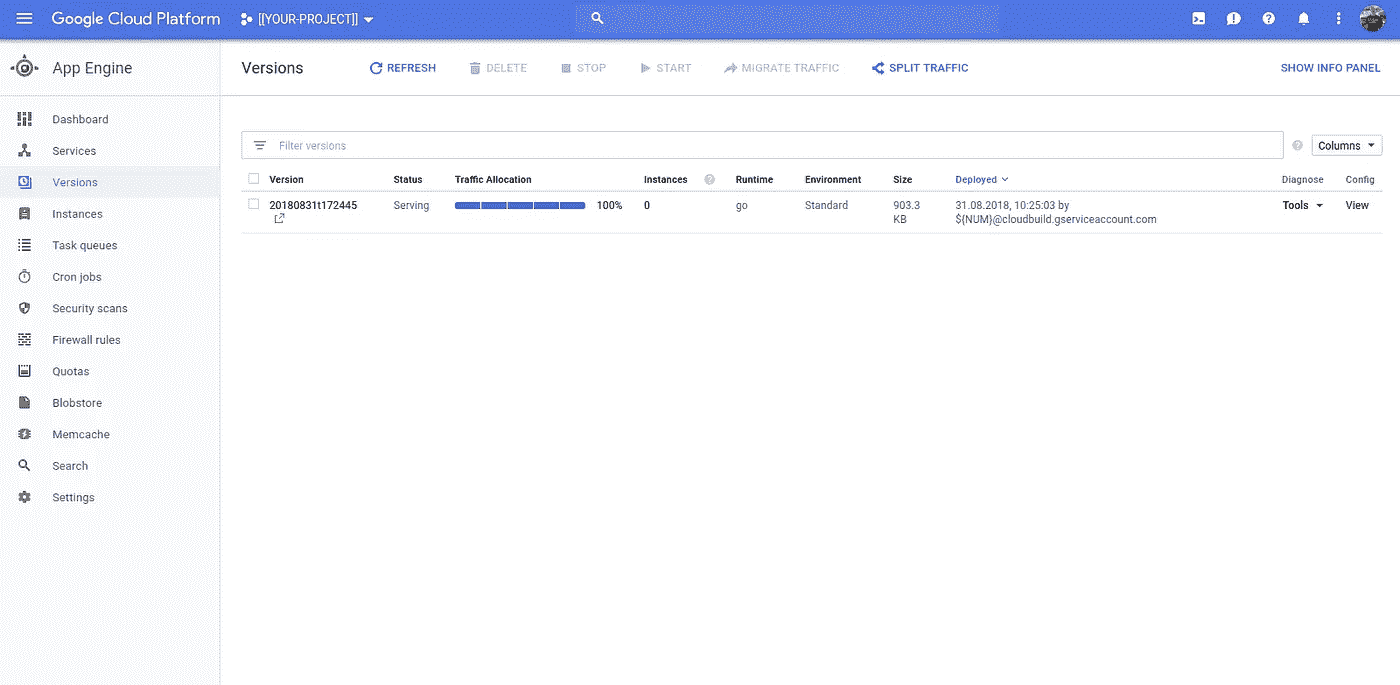 Google Cloud Platform [[YOUR-PROJECT]]
App Engine
Versions REFRESH DELETE STOP START MIGRATE TRAFFIC SPLIT TRAFFIC SHOW INFO PANEL
Dashboard
Services
Versions
Instances
Task queues
Cron jobs
Security scans
Firewall rules
Quotas
Blobstore
Memcache
Search
Settings
Filter versions Columns
Version Status Traffic Allocation Instances Runtime Environment Size Deployed Diagnose Config
20180831t172445 Serving 100% 0 go Standard 903.3 31.08.2018, 10:25:03 by Tools View
KB ${NUM}@cloudbuild.gserviceaccount.com